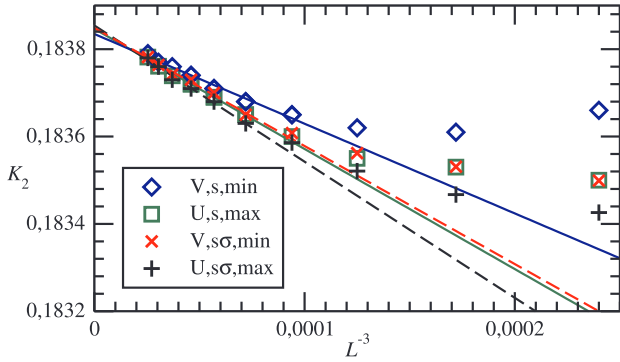 0,1838
0,1836
K2
0,1834
0,1832
V,s,min
U,s,max
V,sσ,min
U,sσ,max
0
0,0001
0,0002
L-3